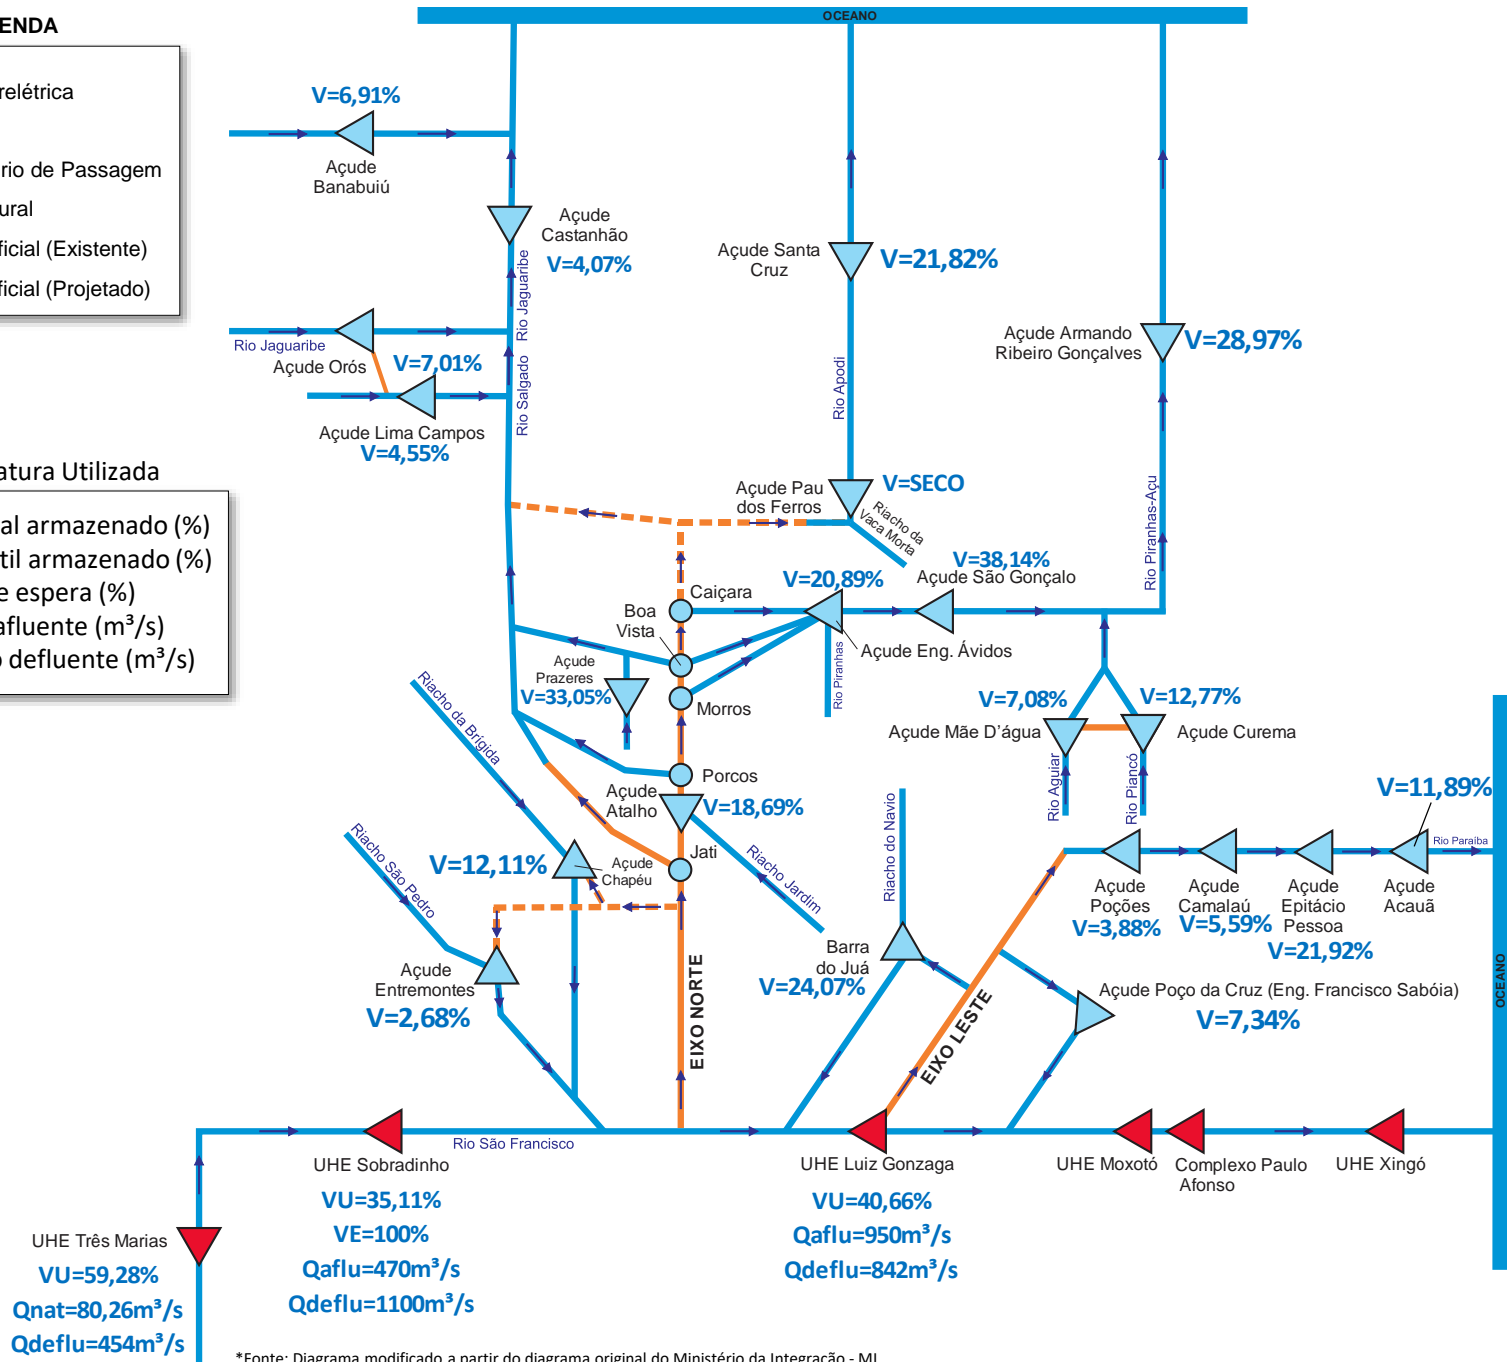 OCEANO
ENDA
relétrica
rio de Passagem
ural
ficial (Existente)
ficial (Projetado)
V=6,91%
Açude
Banabuiú
Açude
Castanhão
V=4,07%
Rio Jaguaribe
Açude Santa
Cruz
V=21,82%
Açude Armando
Ribeiro Gonçalves
V=28,97%
Rio Jaguaribe
Açude Orós
V=7,01%
Rio Salgado
Rio Apodi
Açude Lima Campos
V=4,55%
atura Utilizada
al armazenado (%)
til armazenado (%)
e espera (%)
afluente (m³/s)
o defluente (m³/s)
Açude Pau
dos Ferros
V=SECO
Riacho da
Vaca Morta
Rio Piranhas-Açu
V=38,14%
Açude São Gonçalo
V=20,89%
Caiçara
Boa
Vista
Açude Eng. Ávidos
Rio Piranhas
Açude
Prazeres
V=33,05%
Morros
Riacho da Brígida
V=7,08%
Açude Mãe D'água
V=12,77%
Açude Curema
Rio Aguiar
Rio Piancó
Porcos
Açude
Atalho
V=18,69%
Jati
Riacho Jardim
Riacho do Navio
V=11,89%
Rio Paraíba
Riacho São Pedro
V=12,11%
Açude
Chapéu
Açude
Poções
V=3,88%
Açude
Camalaú
V=5,59%
Açude
Epitácio
Pessoa
V=21,92%
Açude
Acauã
Açude
Entremontes
V=2,68%
Barra
do Juá
V=24,07%
Açude Poço da Cruz (Eng. Francisco Sabóia)
V=7,34%
OCEANO
EIXO NORTE
EIXO LESTE
Rio São Francisco
UHE Sobradinho
VU=35,11%
VE=100%
Qaflu=470m³/s
Qdeflu=1100m³/s
UHE Luiz Gonzaga
VU=40,66%
Qaflu=950m³/s
Qdeflu=842m³/s
UHE Moxotó
Complexo Paulo
Afonso
UHE Xingó
UHE Três Marias
VU=59,28%
Qnat=80,26m³/s
Qdeflu=454m³/s
*Fonte: Diagrama modificado a partir do diagrama original do Ministério da Integração - MI